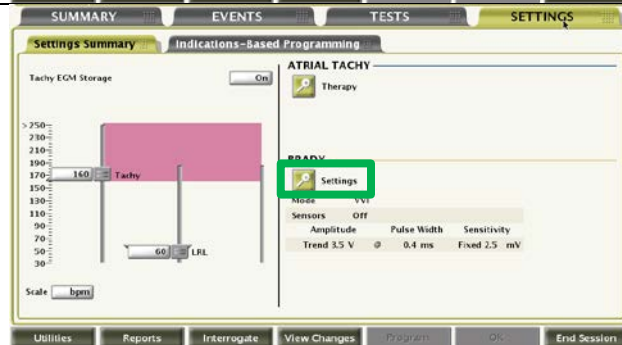 SUMMARY EVENTS TESTS SETTINGS
Settings Summary Indications-Based Programming
Tachy EGM Storage On
ATRIAL TACHY
Therapy
>250
230
210
190
170
150
130
110
90
70
50
30
160 Tachy
60 LRL
Scale bpm
BRADY
Settings
Mode VVI
Sensors Off
Amplitude Pulse Width Sensitivity
Trend 3.5 V @ 0.4 ms Fixed 2.5 mV
Utilities Reports Interrogate View Changes Program OK End Session